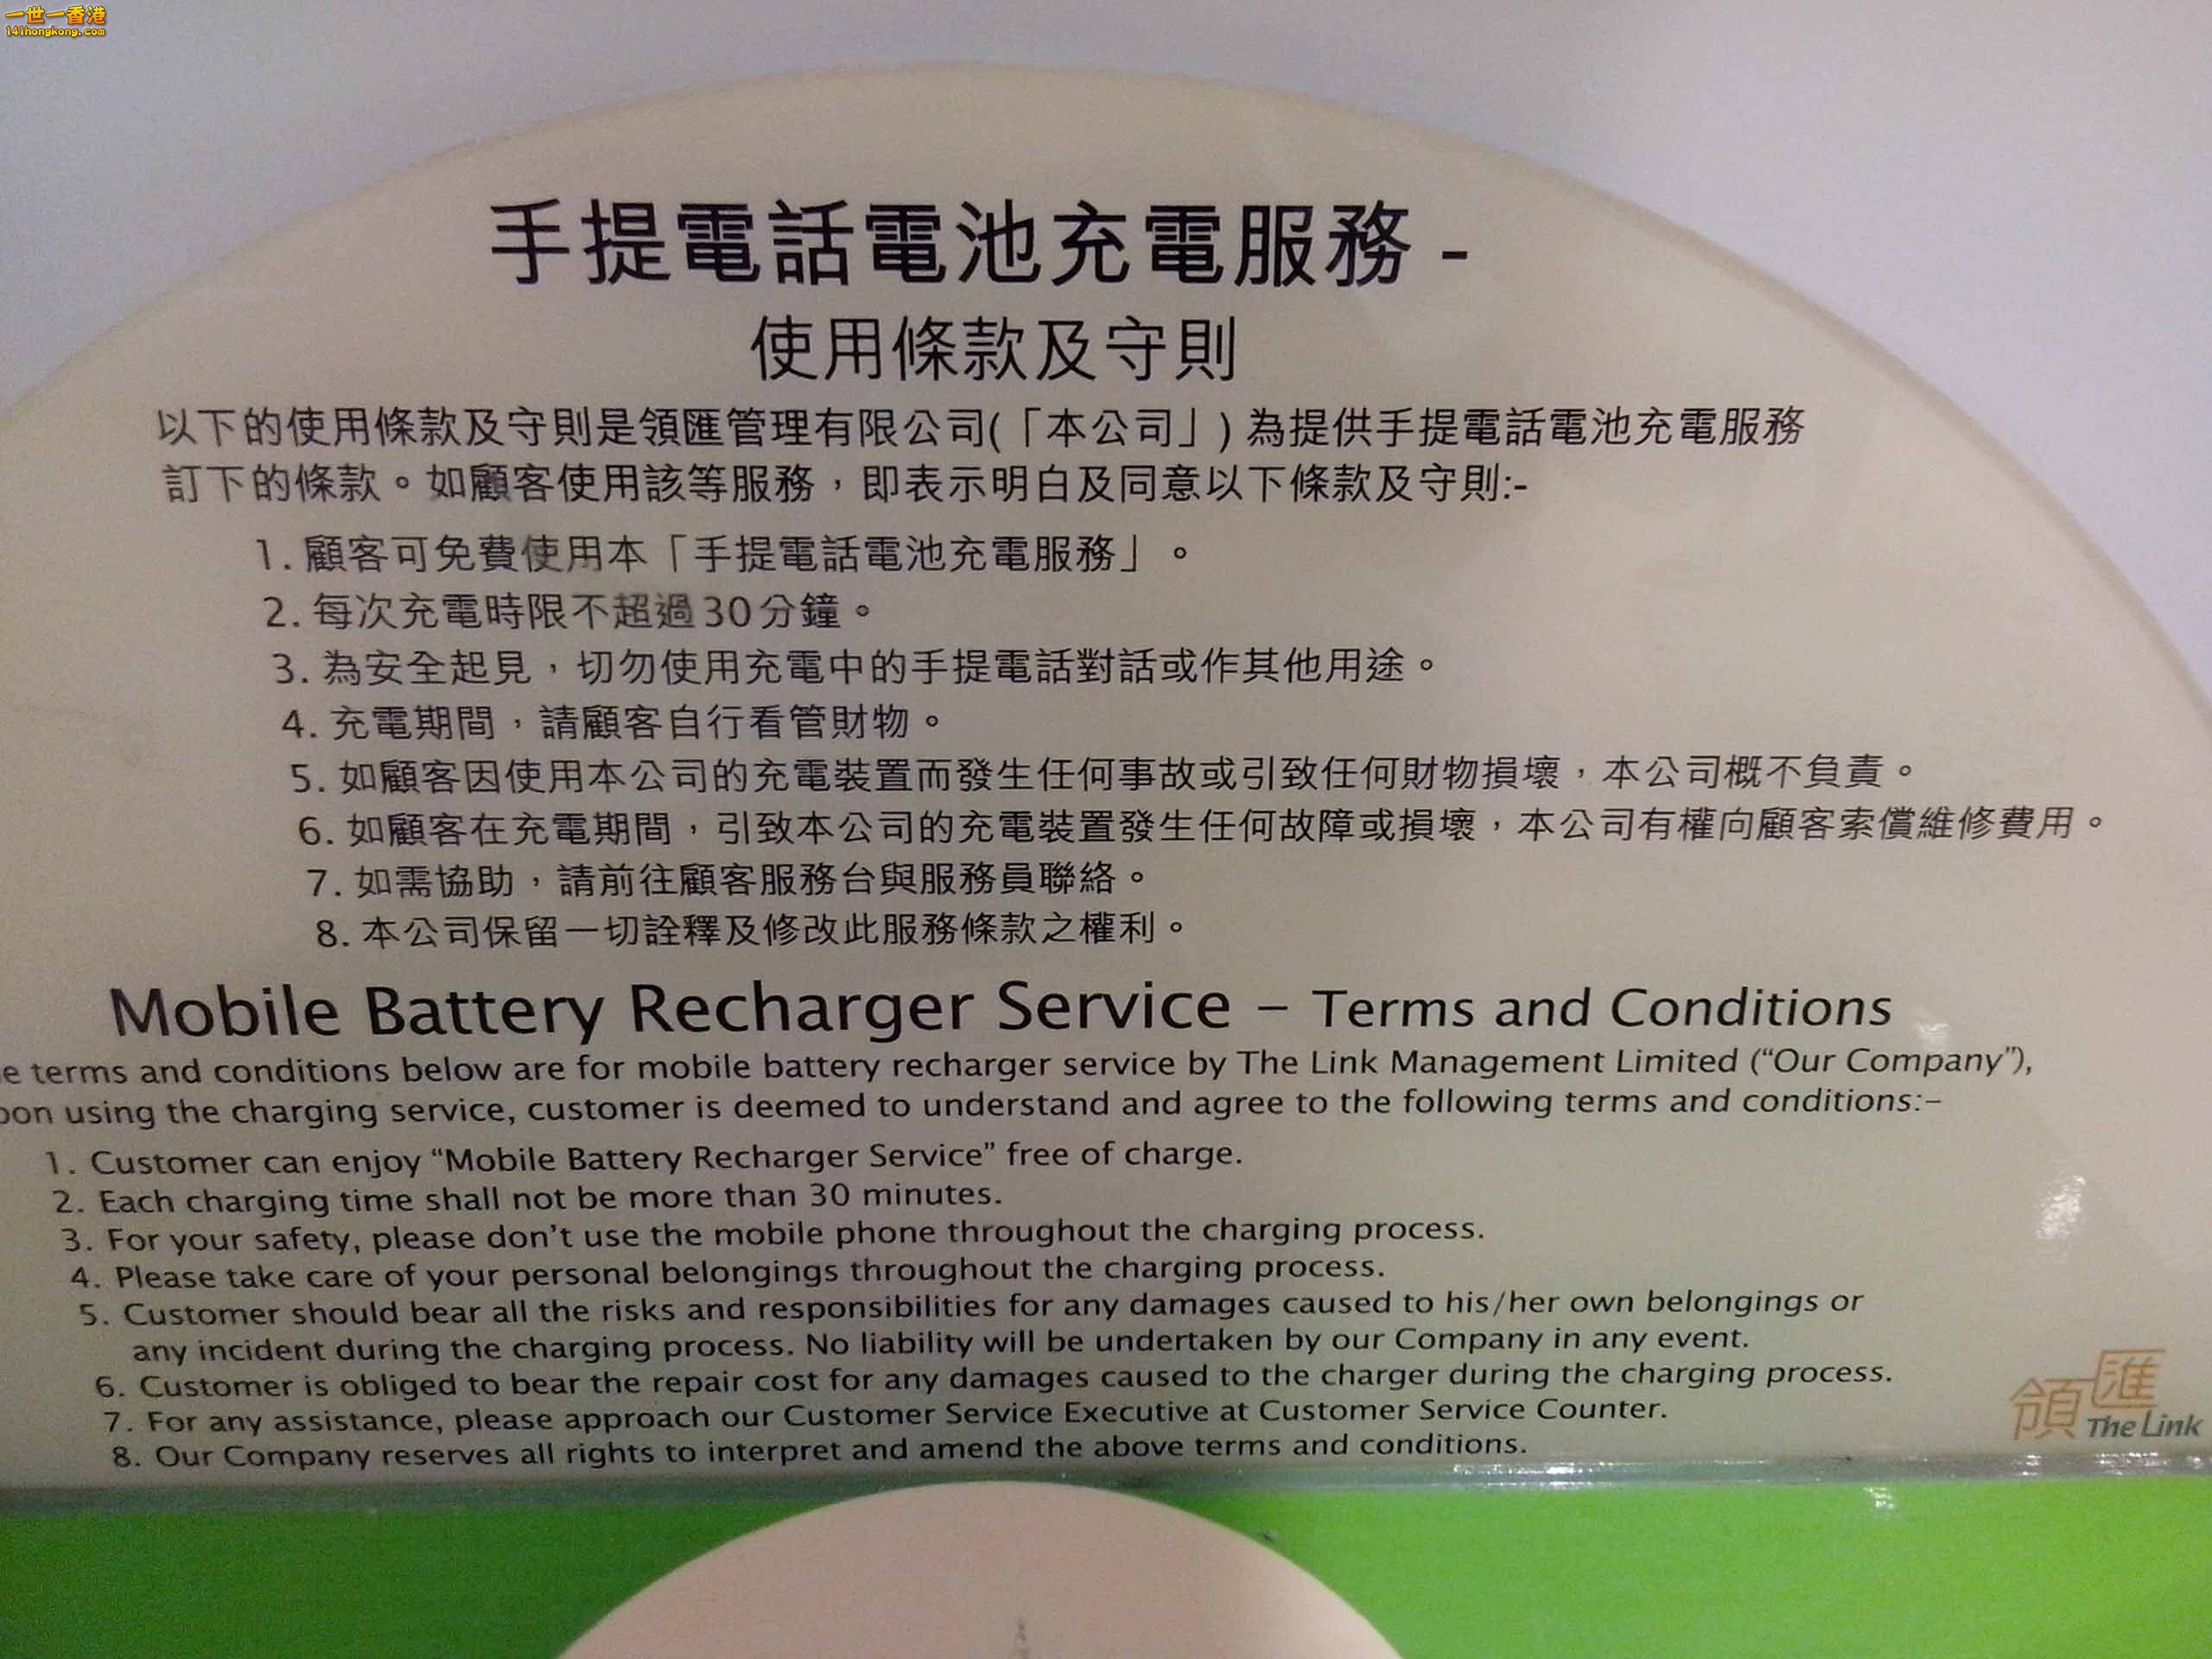 一世一香港
141hongkong.com
手提電話電池充電服務 -
使用條款及守則
以下的使用條款及守則是領匯管理有限公司(「本公司」) 為提供手提電話電池充電服務
訂下的條款。如顧客使用該等服務，即表示明白及同意以下條款及守則:-
1. 顧客可免費使用本「手提電話電池充電服務」。
2. 每次充電時限不超過30分鐘。
3. 為安全起見，切勿使用充電中的手提電話對話或作其他用途。
4. 充電期間，請顧客自行看管財物。
5. 如顧客因使用本公司的充電裝置而發生任何事故或引致任何財物損壞，本公司概不負責。
6. 如顧客在充電期間，引致本公司的充電裝置發生任何故障或損壞，本公司有權向顧客索償維修費用。
7. 如需協助，請前往顧客服務台與服務員聯絡。
8. 本公司保留一切詮釋及修改此服務條款之權利。
Mobile Battery Recharger Service – Terms and Conditions
e terms and conditions below are for mobile battery recharger service by The Link Management Limited (“Our Company”),
pon using the charging service, customer is deemed to understand and agree to the following terms and conditions:–
1. Customer can enjoy “Mobile Battery Recharger Service” free of charge.
2. Each charging time shall not be more than 30 minutes.
3. For your safety, please don’t use the mobile phone throughout the charging process.
4. Please take care of your personal belongings throughout the charging process.
5. Customer should bear all the risks and responsibilities for any damages caused to his/her own belongings or
any incident during the charging process. No liability will be undertaken by our Company in any event.
6. Customer is obliged to bear the repair cost for any damages caused to the charger during the charging process.
7. For any assistance, please approach our Customer Service Executive at Customer Service Counter.
8. Our Company reserves all rights to interpret and amend the above terms and conditions.
領匯
The Link